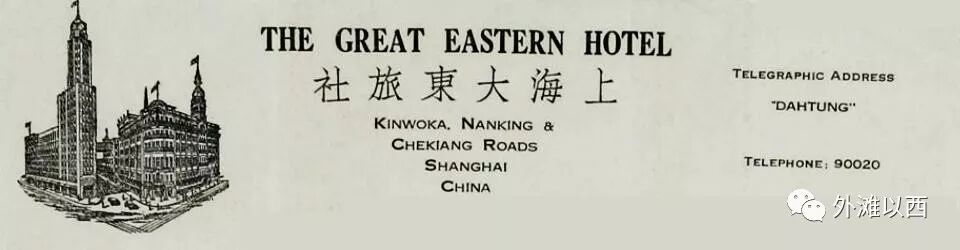 THE GREAT EASTERN HOTEL
上海大東旅社
KINWOKA, NANKING &
CHEKIANG ROADS
SHANGHAI
CHINA
TELEGRAPHIC ADDRESS
"DAHTUNG"
TELEPHONE: 90020
外滩以西